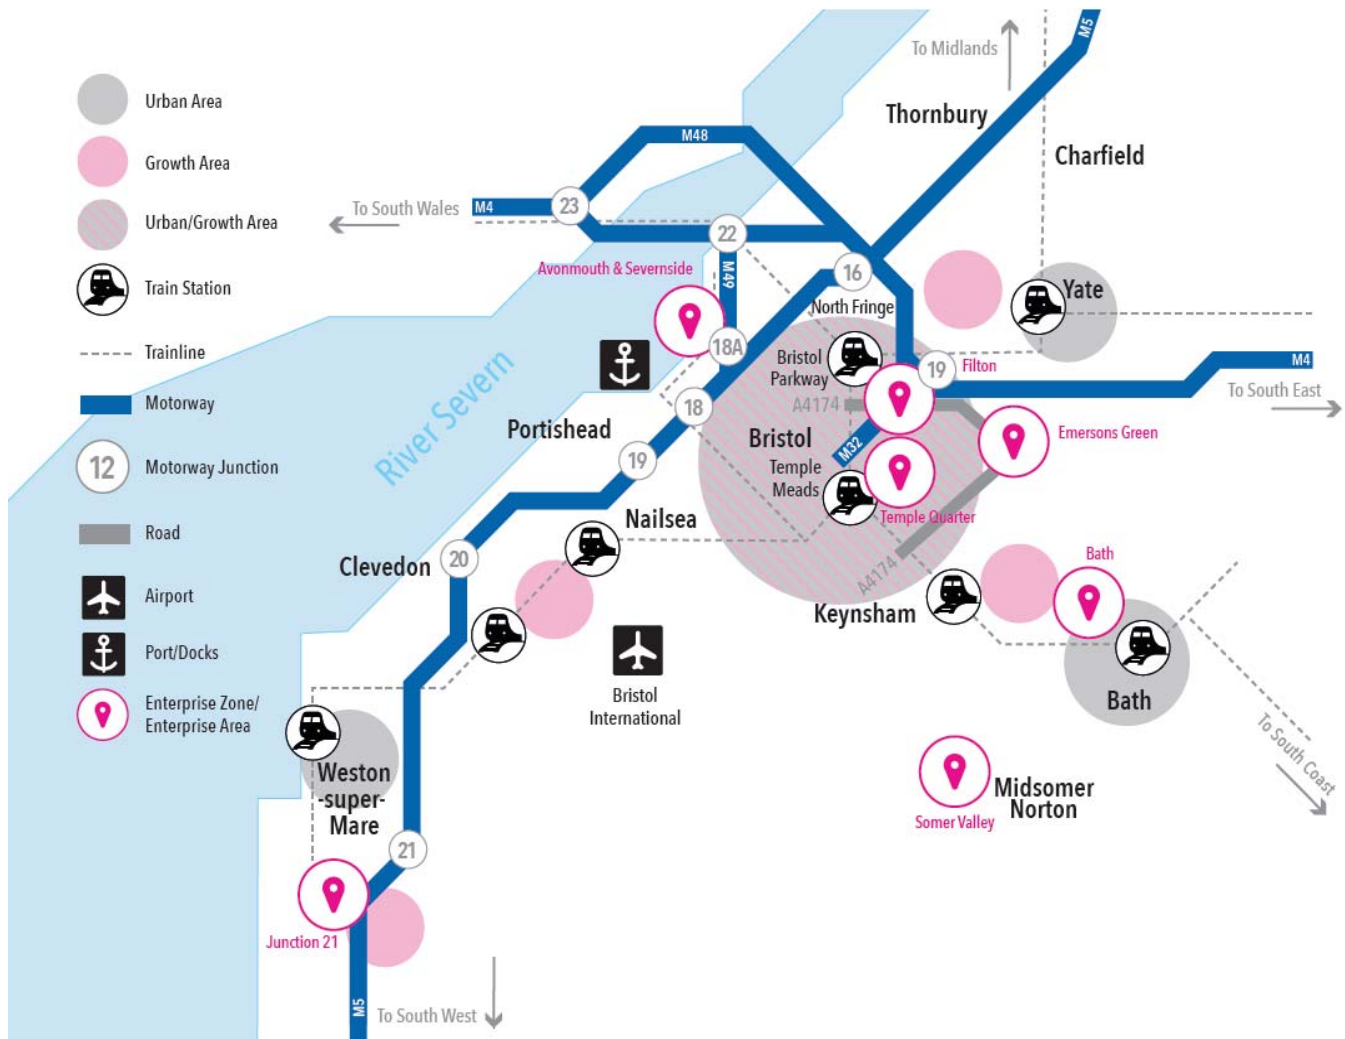 Urban Area
Growth Area
Urban/Growth Area
Train Station
Trainline
Motorway
12
Motorway Junction
Road
Airport
Port/Docks
Enterprise Zone/
Enterprise Area
To Midlands
M5
Thornbury
Charfield
M48
To South Wales
M4
23
22
Avonmouth & Severnside
M49
16
North Fringe
Yate
18A
Bristol
Parkway
19
Filton
M4
To South East
River Severn
18
A4174
Portishead
Bristol
M32
Emersons Green
19
Temple
Meads
Temple Quarter
Nailsea
Clevedon
20
A4174
Bath
Keynsham
Bristol
International
Bath
To South Coast
Weston
-super-
Mare
Midsomer
Norton
Somer Valley
21
Junction 21
M5
To South West